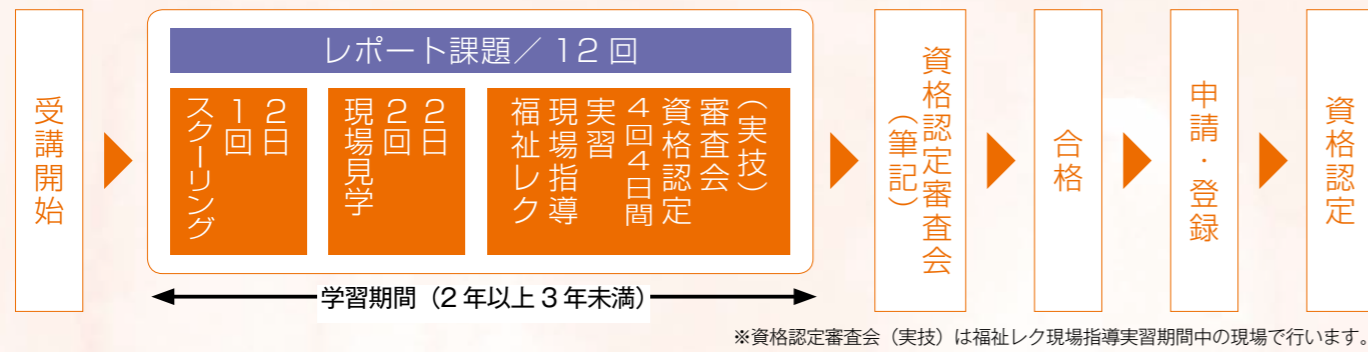 受講開始
レポート課題／12回
スクーリング
1回
2日
現場見学
2回
2日
福祉レク
現場指導
実習
4回4日間
資格認定
審査会
（実技）
学習期間（2年以上3年未満）
資格認定審査会
（筆記）
合格
申請・登録
資格認定
※資格認定審査会（実技）は福祉レク現場指導実習期間中の現場で行います。